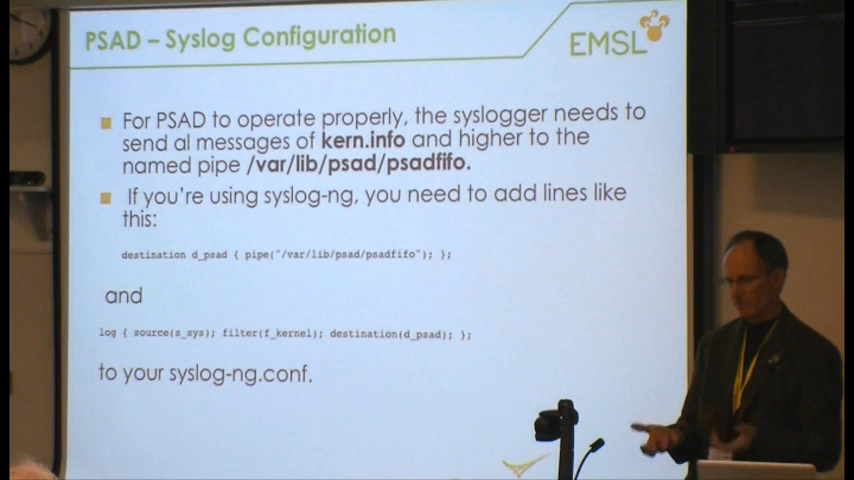 PSAD – Syslog Configuration
EMSL
For PSAD to operate properly, the syslogger needs to
send al messages of kern.info and higher to the
named pipe /var/lib/psad/psadfifo.
If you're using syslog-ng, you need to add lines like
this:
destination d_psad { pipe("/var/lib/psad/psadfifo"); };
and
log { source(s_sys); filter(f_kernel); destination(d_psad); };
to your syslog-ng.conf.